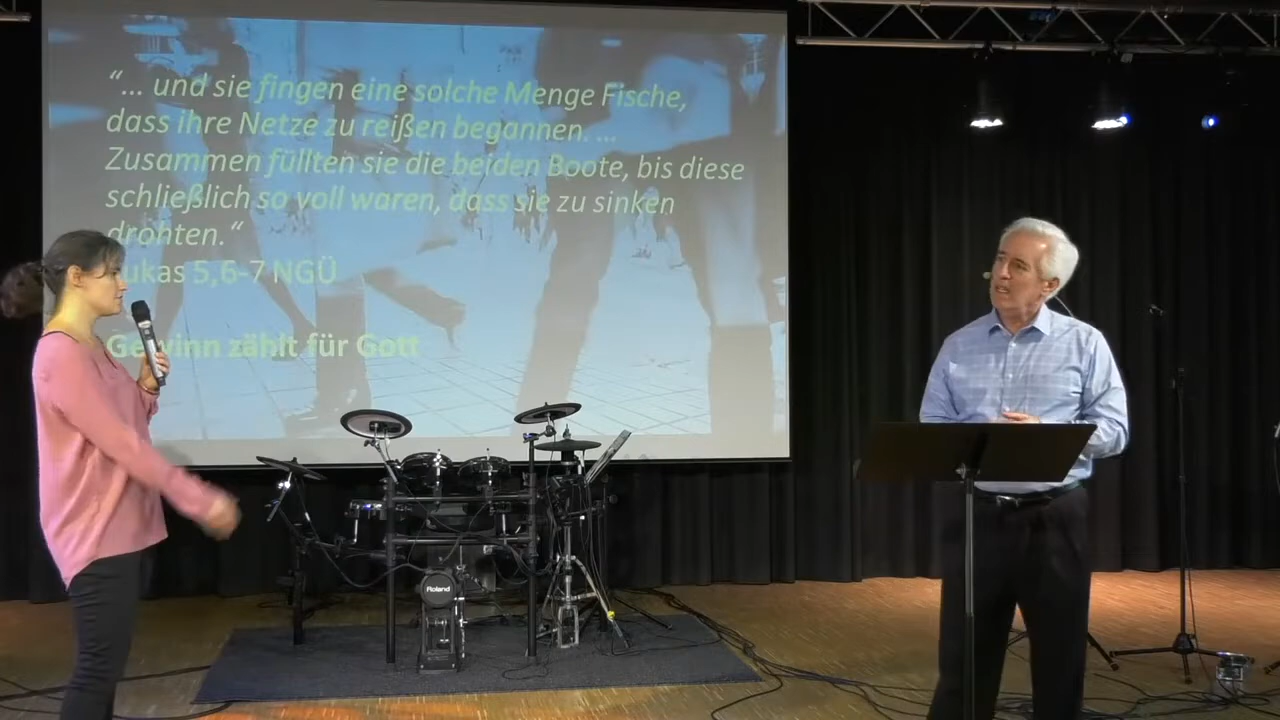 “... und sie fingen eine solche Menge Fische,
dass ihre Netze zu reißen begannen. ...
Zusammen füllten sie die beiden Boote, bis diese
schließlich so voll waren, dass sie zu sinken
drohten.“
Lukas 5,6-7 NGÜ
Gewinn zählt für Gott
Roland